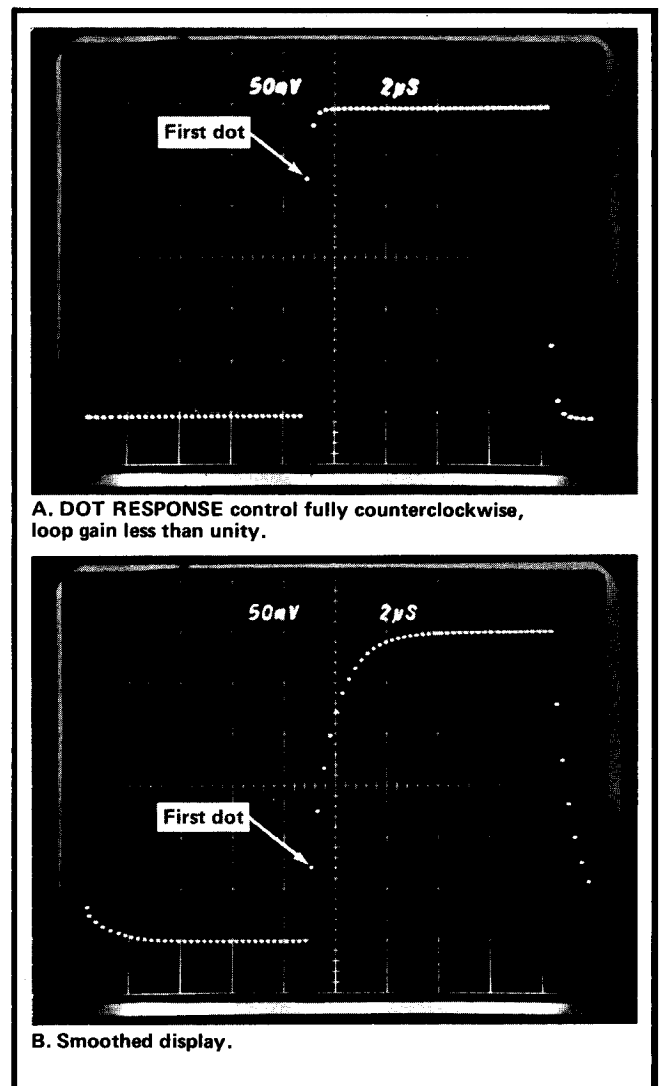 50mV 2µS
First dot
A. DOT RESPONSE control fully counterclockwise,
loop gain less than unity.
50mV 2µS
First dot
B. Smoothed display.